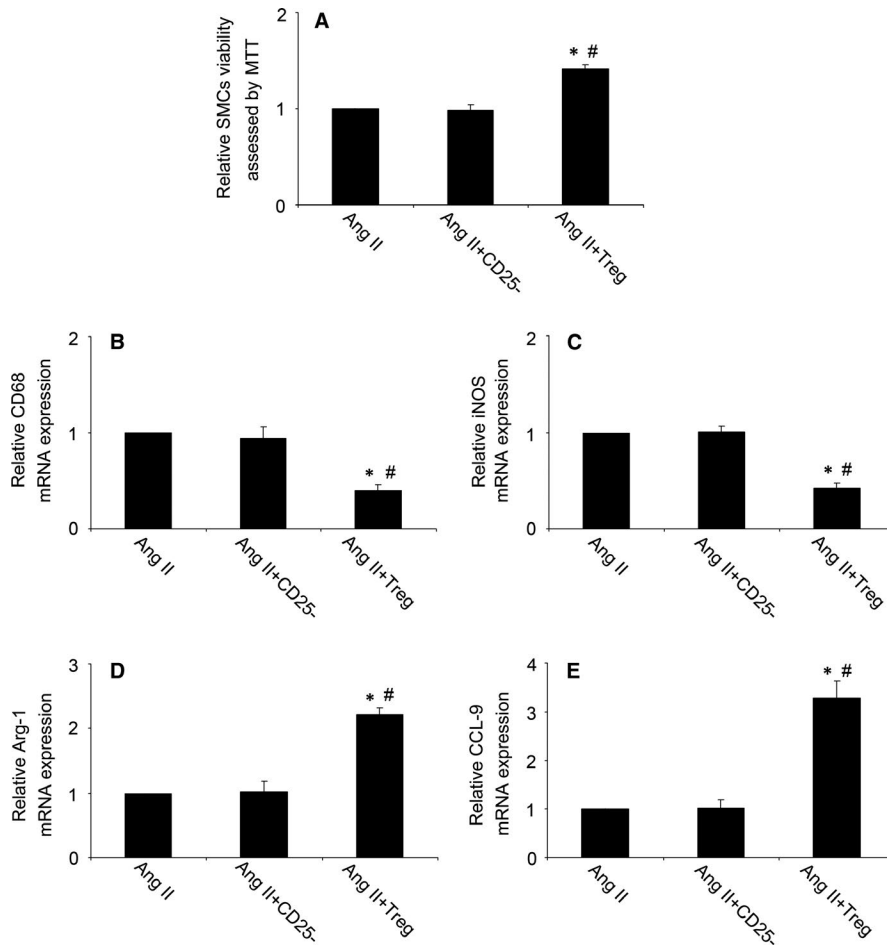 A
Relative SMCs viability
assessed by MTT
2
1
0
* #
Ang II
Ang II+CD25-
Ang II+Treg
B
Relative CD68
mRNA expression
2
1
0
* #
Ang II
Ang II+CD25-
Ang II+Treg
C
Relative iNOS
mRNA expression
2
1
0
* #
Ang II
Ang II+CD25-
Ang II+Treg
D
Relative Arg-1
mRNA expression
3
2
1
0
* #
Ang II
Ang II+CD25-
Ang II+Treg
E
Relative CCL-9
mRNA expression
4
3
2
1
0
* #
Ang II
Ang II+CD25-
Ang II+Treg